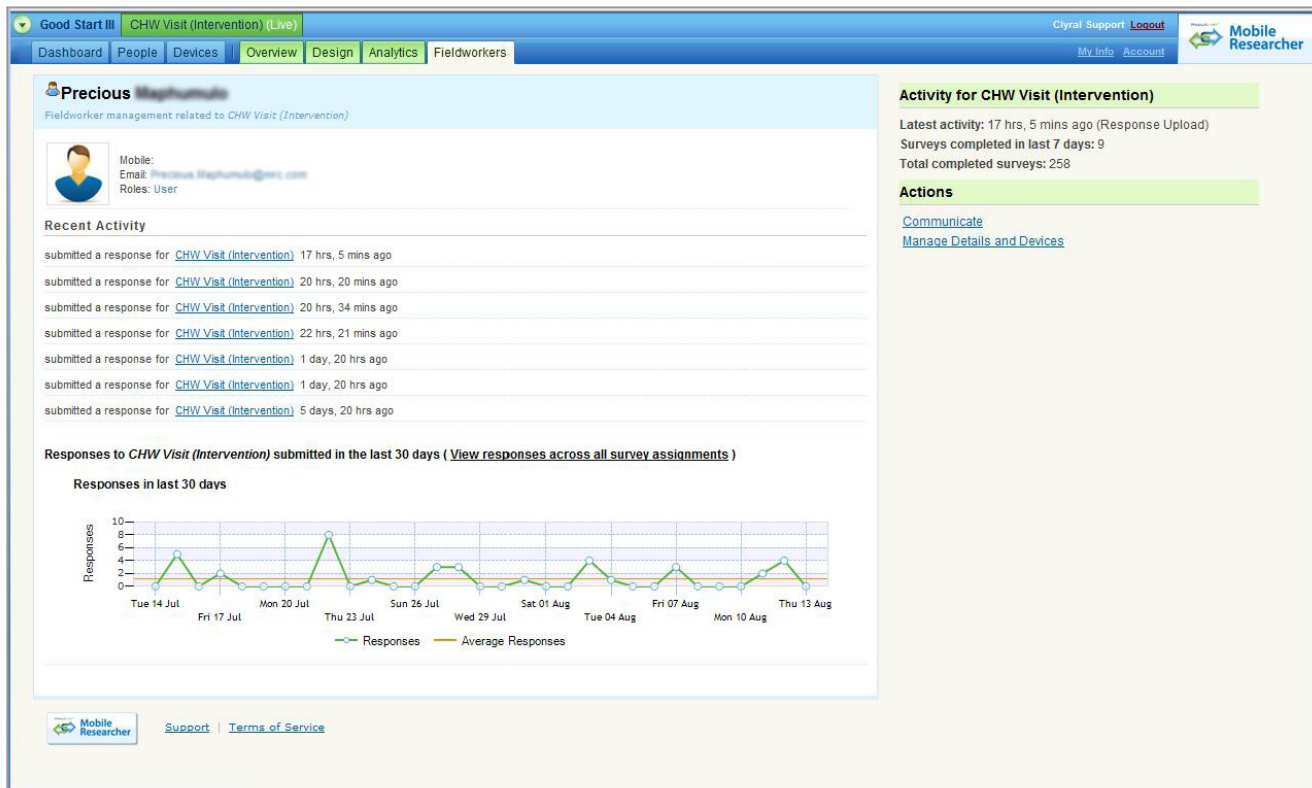 Good Start III CHW Visit (Intervention) (Live) Clyral Support Logout
Mobile Researcher
Dashboard People Devices Overview Design Analytics Fieldworkers My Info Account
Precious
Fieldworker management related to CHW Visit (Intervention)
Mobile:
Email:
Roles: User
Recent Activity
submitted a response for CHW Visit (Intervention) 17 hrs, 5 mins ago
submitted a response for CHW Visit (Intervention) 20 hrs, 20 mins ago
submitted a response for CHW Visit (Intervention) 20 hrs, 34 mins ago
submitted a response for CHW Visit (Intervention) 22 hrs, 21 mins ago
submitted a response for CHW Visit (Intervention) 1 day, 20 hrs ago
submitted a response for CHW Visit (Intervention) 1 day, 20 hrs ago
submitted a response for CHW Visit (Intervention) 5 days, 20 hrs ago
Responses to CHW Visit (Intervention) submitted in the last 30 days ( View responses across all survey assignments )
Responses in last 30 days
Responses
10
8
6
4
2
0
Tue 14 Jul Mon 20 Jul Sun 26 Jul Sat 01 Aug Fri 07 Aug Thu 13 Aug
Fri 17 Jul Thu 23 Jul Wed 29 Jul Tue 04 Aug Mon 10 Aug
Responses Average Responses
Activity for CHW Visit (Intervention)
Latest activity: 17 hrs, 5 mins ago (Response Upload)
Surveys completed in last 7 days: 9
Total completed surveys: 258
Actions
Communicate
Manage Details and Devices
Mobile Researcher Support | Terms of Service